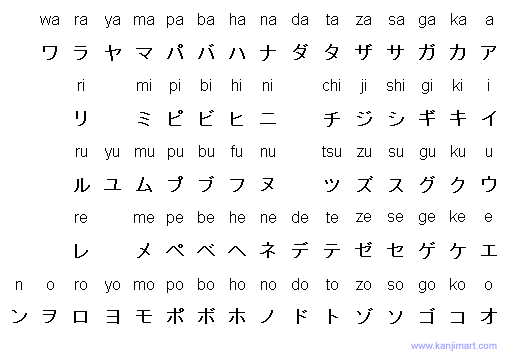 wa ra ya ma pa ba ha na da ta za sa ga ka a
ワ ラ ヤ マ パ バ ハ ナ ダ タ ザ サ ガ カ ア
ri mi pi bi hi ni chi ji shi gi ki i
リ ミ ピ ビ ヒ ニ チ ジ シ ギ キ イ
ru yu mu pu bu fu nu tsu zu su gu ku u
ル ユ ム プ ブ フ ヌ ツ ズ ス グ ク ウ
re me pe be he ne de te ze se ge ke e
レ メ ペ ベ ヘ ネ デ テ ゼ セ ゲ ケ エ
n o ro yo mo po bo ho no do to zo so go ko o
ン ヲ ロ ヨ モ ポ ボ ホ ノ ド ト ゾ ソ ゴ コ オ
www.kanjimart.com